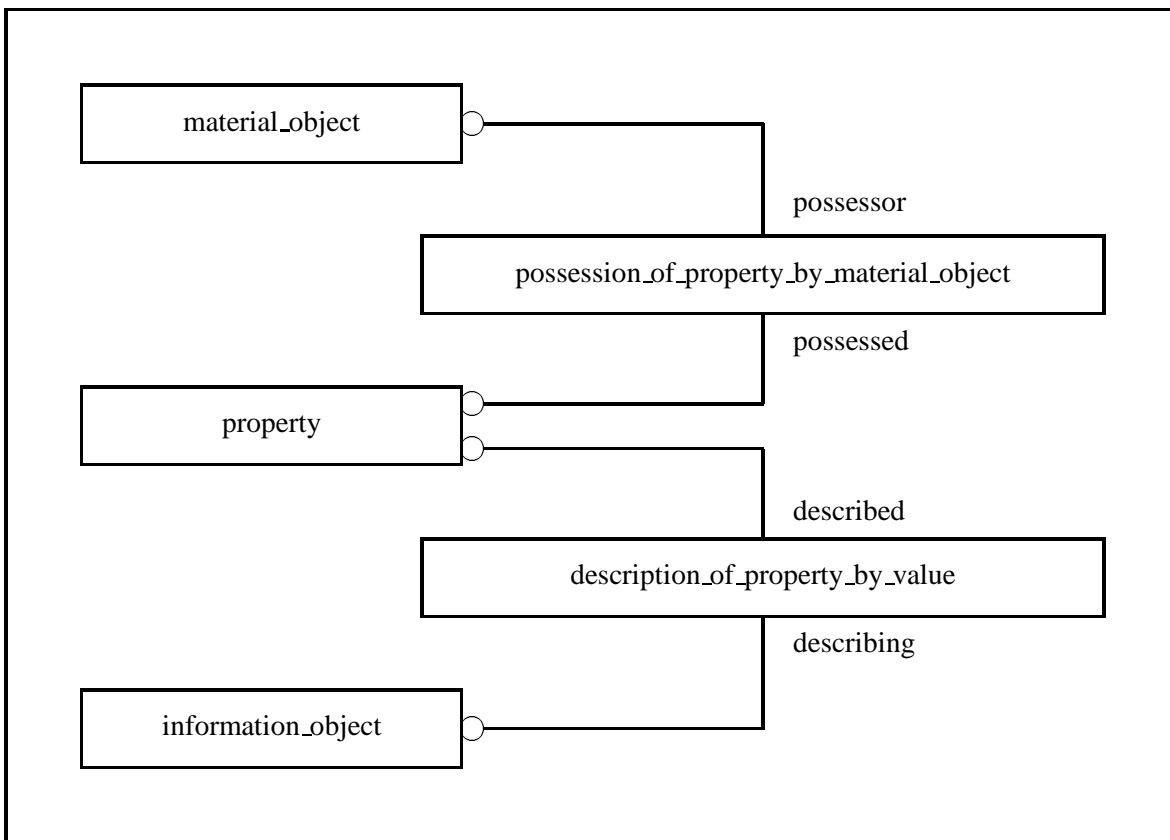 material_object
possessor
possession_of_property_by_material_object
possessed
property
described
description_of_property_by_value
describing
information_object